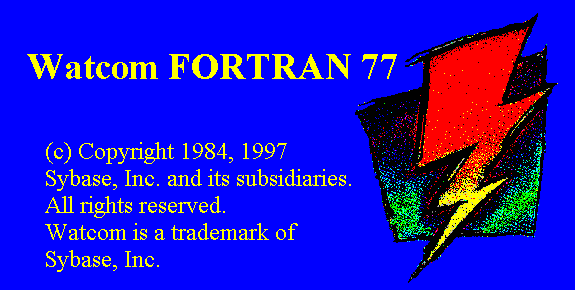 Watcom FORTRAN 77
(c) Copyright 1984, 1997
Sybase, Inc. and its subsidiaries.
All rights reserved.
Watcom is a trademark of
Sybase, Inc.